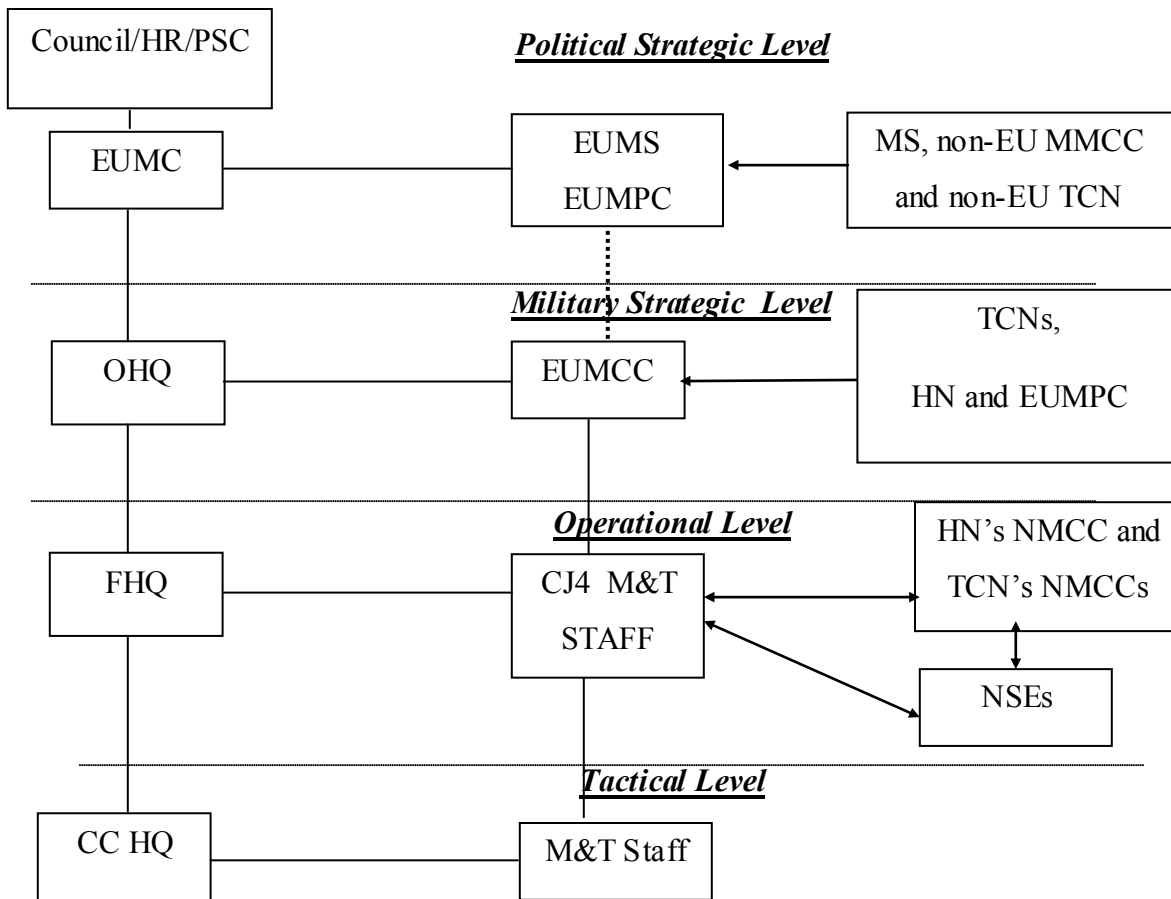 Council/HR/PSC
Political Strategic Level
EUMC
EUMS
EUMPC
MS, non-EU MMCC
and non-EU TCN
Military Strategic Level
OHQ
EUMCC
TCNs,
HN and EUMPC
Operational Level
FHQ
CJ4 M&T
STAFF
HN’s NMCC and
TCN’s NMCCs
NSEs
Tactical Level
CC HQ
M&T Staff